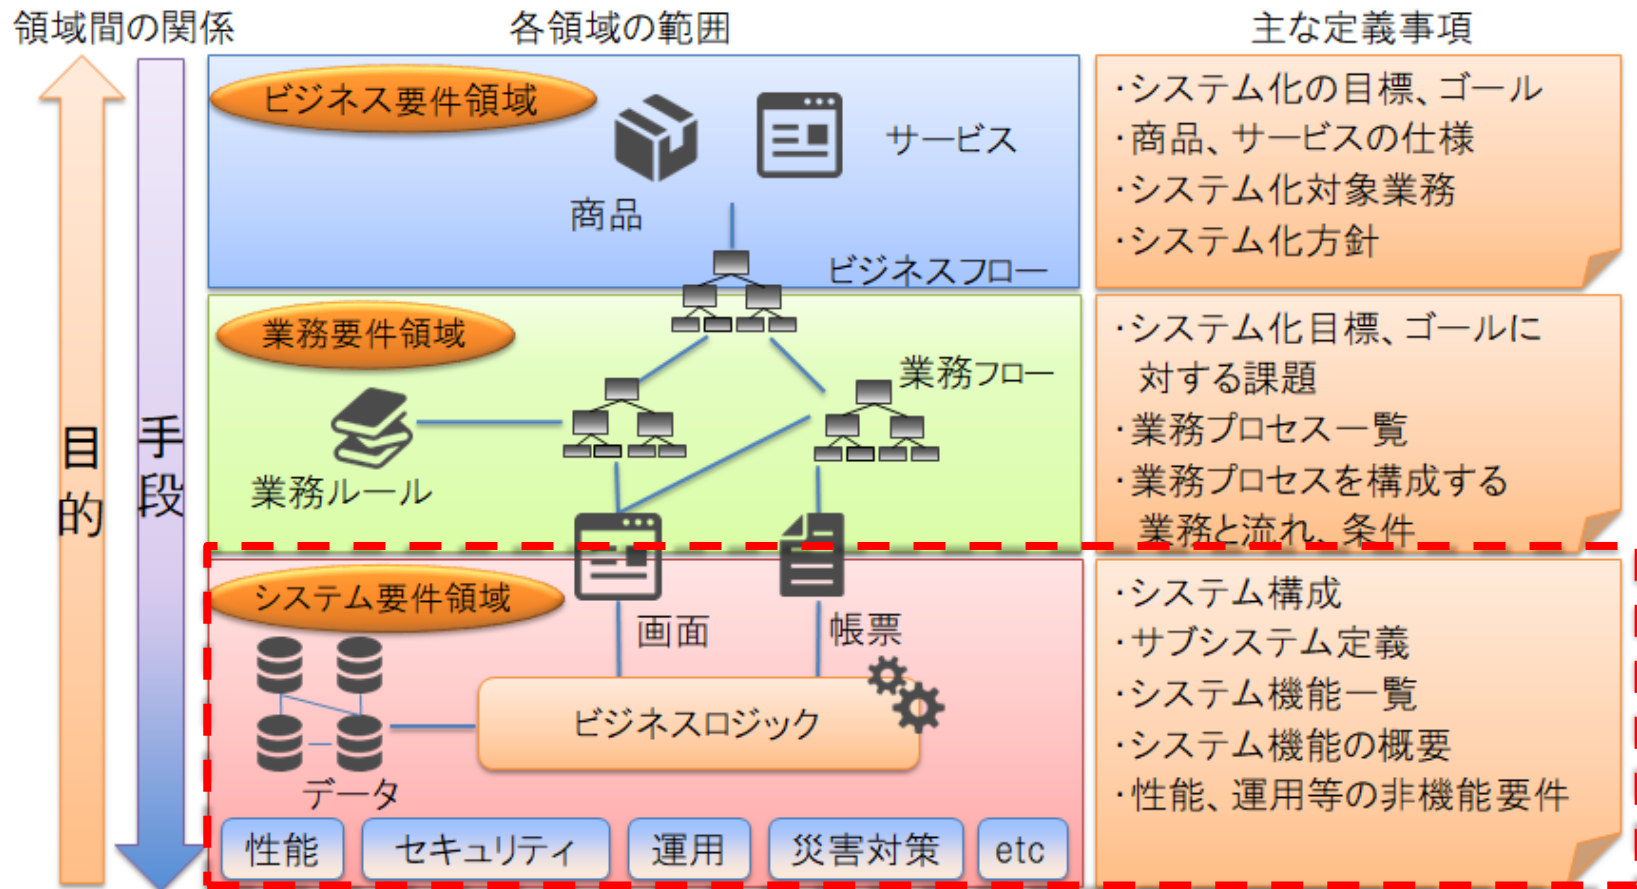 領域間の関係
各領域の範囲
主な定義事項
目的
手段
ビジネス要件領域
商品
サービス
ビジネスフロー
・システム化の目標、ゴール
・商品、サービスの仕様
・システム化対象業務
・システム化方針
業務要件領域
業務フロー
業務ルール
・システム化目標、ゴールに
対する課題
・業務プロセス一覧
・業務プロセスを構成する
業務と流れ、条件
システム要件領域
画面
帳票
ビジネスロジック
データ
性能
セキュリティ
運用
災害対策
etc
・システム構成
・サブシステム定義
・システム機能一覧
・システム機能の概要
・性能、運用等の非機能要件